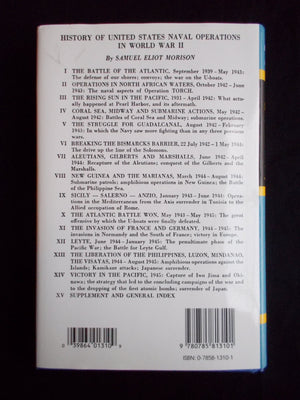 HISTORY OF UNITED STATES NAVAL OPERATIONS
IN WORLD WAR II
By SAMUEL ELIOT MORISON
I THE BATTLE OF THE ATLANTIC, September 1939 - May 1943:
The defense of our shores; convoys; the war on the U-boats.
II OPERATIONS IN NORTH AFRICAN WATERS, October 1942 - June
1943: The naval aspects of Operation TORCH.
III THE RISING SUN IN THE PACIFIC, 1931 - April 1942: What actu-
ally happened at Pearl Harbor, and its aftermath.
IV CORAL SEA, MIDWAY AND SUBMARINE ACTIONS, May 1942 -
August 1942: Battles of Coral Sea and Midway; submarine operations.
V THE STRUGGLE FOR GUADALCANAL, August 1942 - February
1943: In which the Navy saw more fighting than in any three previous
wars.
VI BREAKING THE BISMARCKS BARRIER, 22 July 1942 - 1 May 1944:
The drive up the line of the Solomons.
VII ALEUTIANS, GILBERTS AND MARSHALLS, June 1942 - April
1944: Recapture of the Aleutians; conquest of the Gilberts and the
Marshalls.
VIII NEW GUINEA AND THE MARIANAS, March 1944 - August
1944: Submarine patrols; amphibious operations in New Guinea; the Battle
of the Philippine Sea.
IX SICILY - SALERNO - ANZIO, January 1943 - June 1944: Opera-
tions in the Mediterranean from the Axis surrender in Tunisia to the
Allied occupation of Rome.
X THE ATLANTIC BATTLE WON, May 1943 - May 1945: The great
offensive by which the U-boats were finally defeated.
XI THE INVASION OF FRANCE AND GERMANY, 1944 - 1945: The
invasions in Normandy and the South of France; victory in Europe.
XII LEYTE, June 1944 - January 1945: The penultimate phase of the
Pacific War; the Battle for Leyte Gulf.
XIII THE LIBERATION OF THE PHILIPPINES, LUZON, MINDANAO,
THE VISAYAS, 1944 - August 1945: Amphibious operations against the
Islands; Kamikaze attacks; Japanese surrender.
XIV VICTORY IN THE PACIFIC, 1945: Capture of Iwo Jima and Oki-
nawa; the strategy that led to the concluding campaigns of the war and
to the dropping of the first atomic bombs; surrender of Japan.
XV SUPPLEMENT AND GENERAL INDEX
0 39864 01310 9
9 780785 813101
ISBN: 0-7858-1310-1